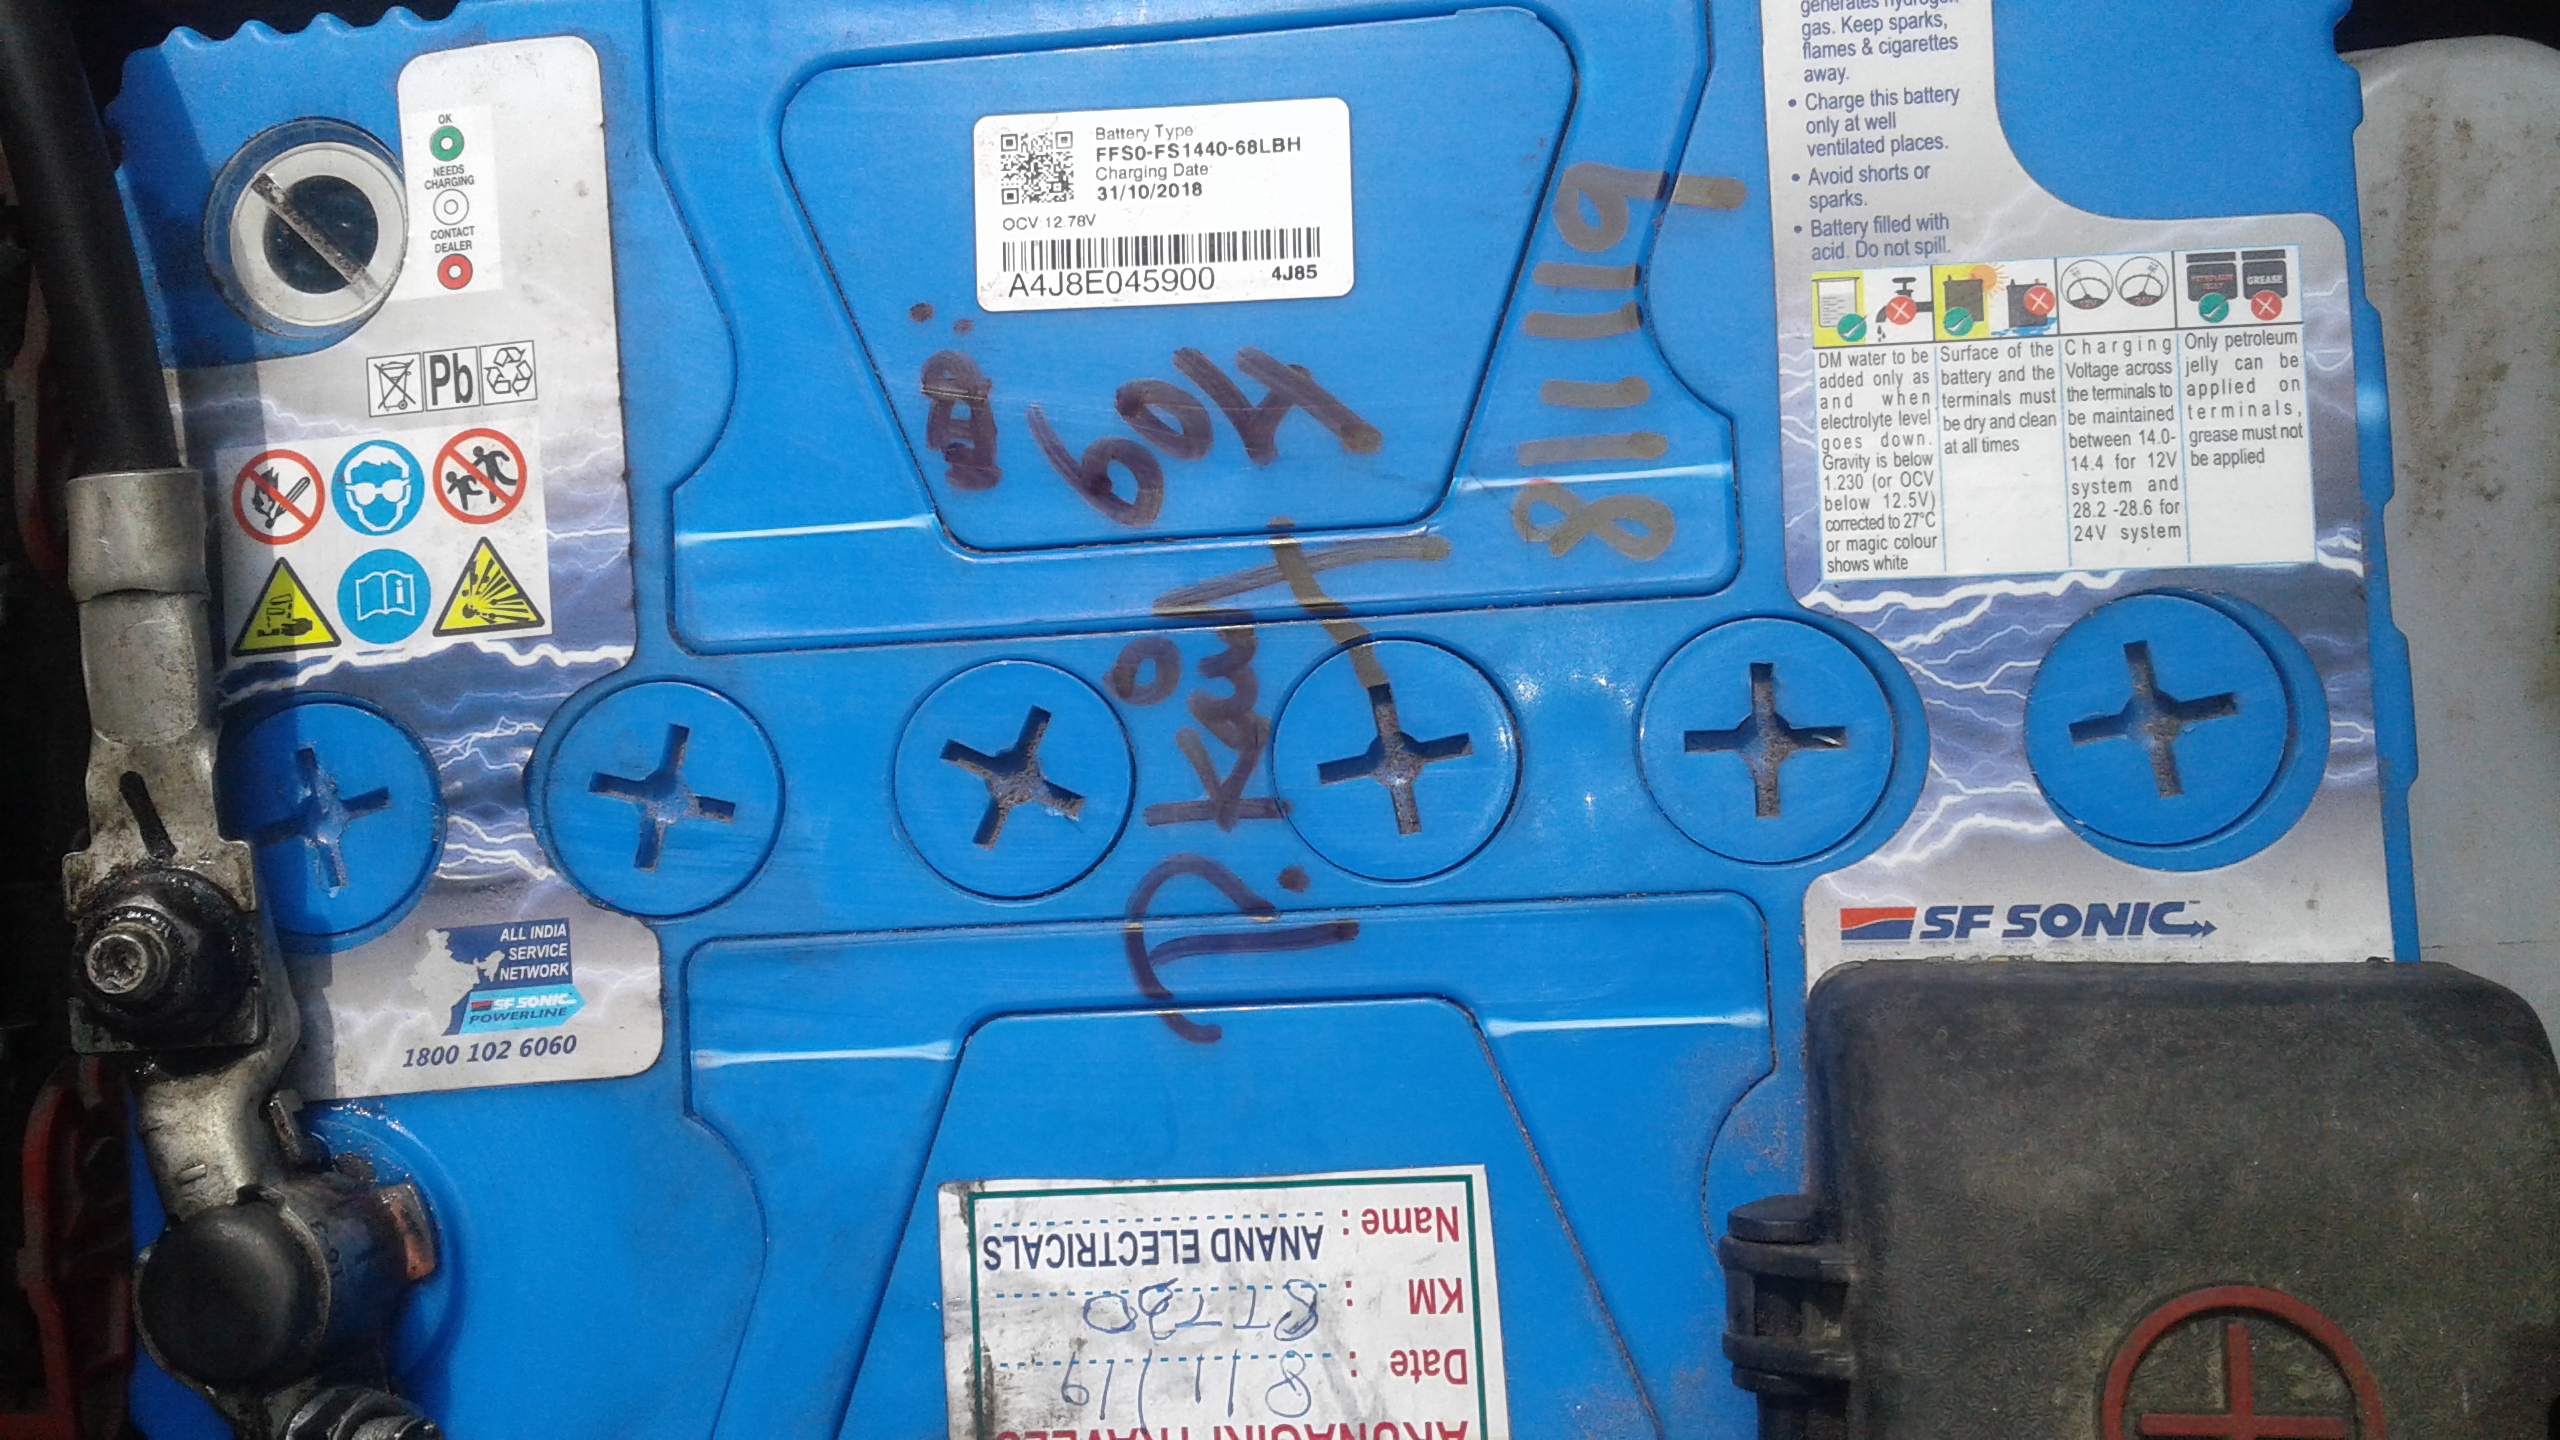 OK
NEEDS
CHARGING
CONTACT
DEALER
Pb
Battery Type
FFS0-FS1440-68LBH
Charging Date
31/10/2018
OCV 12.78V
A4J8E045900
4J85
generates hydrogen
gas. Keep sparks,
flames & cigarettes
away.
• Charge this battery
only at well
ventilated places.
• Avoid shorts or
sparks.
• Battery filled with
acid. Do not spill.
PETROLEUM
JELLY
GREASE
DM water to be
added only as
and when
electrolyte level
goes down.
Gravity is below
1.230 (or OCV
below 12.5V)
corrected to 27°C
or magic colour
shows white
Surface of the
battery and the
terminals must
be dry and clean
at all times
Charging
Voltage across
the terminals to
be maintained
between 14.0-
14.4 for 12V
system and
28.2 -28.6 for
24V system
Only petroleum
jelly can be
applied on
terminals,
grease must not
be applied
SF SONIC
ALL INDIA
SERVICE
NETWORK
SF SONIC
POWERLINE
1800 102 6060
ARUNAGIRI TRAVELS
Date : 8/1/19
KM : 87730
Name : ANAND ELECTRICALS